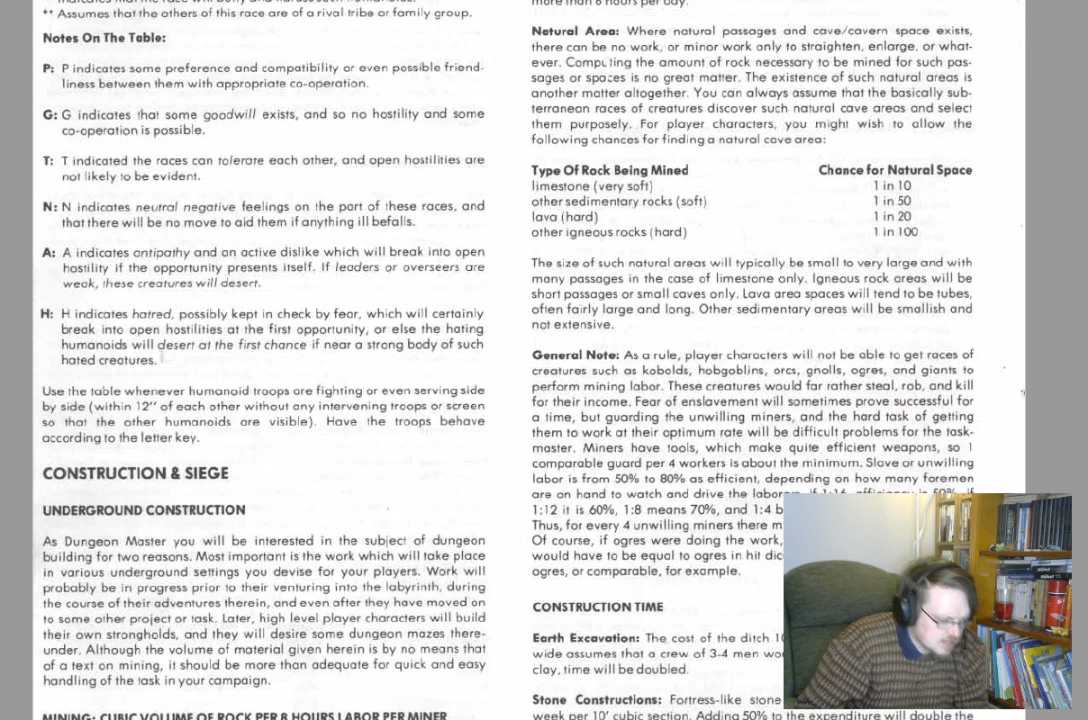 ** Assumes that the others of this race are of a rival tribe or family group.
Notes On The Table:
P: P indicates some preference and compatibility or even possible friend-
liness between them with appropriate co-operation.
G: G indicates that some goodwill exists, and so no hostility and some
co-operation is possible.
T: T indicated the races can tolerate each other, and open hostilities are
not likely to be evident.
N: N indicates neutral negative feelings on the part of these races, and
that there will be no move to aid them if anything ill befalls.
A: A indicates antipathy and an active dislike which will break into open
hostility if the opportunity presents itself. If leaders or overseers are
weak, these creatures will desert.
H: H indicates hatred, possibly kept in check by fear, which will certainly
break into open hostilities at the first opportunity, or else the hating
humanoids will desert at the first chance if near a strong body of such
hated creatures.
Use the table whenever humanoid troops are fighting or even serving side
by side (within 12" of each other without any intervening troops or screen
so that the other humanoids are visible). Have the troops behave
according to the letter key.
CONSTRUCTION & SIEGE
UNDERGROUND CONSTRUCTION
As Dungeon Master you will be interested in the subject of dungeon
building for two reasons. Most important is the work which will take place
in various underground settings you devise for your players. Work will
probably be in progress prior to their venturing into the labyrinth, during
the course of their adventures therein, and even after they have moved on
to some other project or task. Later, high level player characters will build
their own strongholds, and they will desire some dungeon mazes there-
under. Although the volume of material given herein is by no means that
of a text on mining, it should be more than adequate for quick and easy
handling of the task in your campaign.
MINING: CUBIC VOLUME OF ROCK PER 8 HOURS LABOR PER MINER
more than 8 hours per day.
Natural Area: Where natural passages and cave/cavern space exists,
there can be no work, or minor work only to straighten, enlarge, or what-
ever. Computing the amount of rock necessary to be mined for such pas-
sages or spaces is no great matter. The existence of such natural areas is
another matter altogether. You can always assume that the basically sub-
terranean races of creatures discover such natural cave areas and select
them purposely. For player characters, you might wish to allow the
following chances for finding a natural cave area:
Type Of Rock Being Mined Chance for Natural Space
limestone (very soft) 1 in 10
other sedimentary rocks (soft) 1 in 50
lava (hard) 1 in 20
other igneous rocks (hard) 1 in 100
The size of such natural areas will typically be small to very large and with
many passages in the case of limestone only. Igneous rock areas will be
short passages or small caves only. Lava area spaces will tend to be tubes,
often fairly large and long. Other sedimentary areas will be smallish and
not extensive.
General Note: As a rule, player characters will not be able to get races of
creatures such as kobolds, hobgoblins, orcs, gnolls, ogres, and giants to
perform mining labor. These creatures would far rather steal, rob, and kill
for their income. Fear of enslavement will sometimes prove successful for
a time, but guarding the unwilling miners, and the hard task of getting
them to work at their optimum rate will be difficult problems for the task-
master. Miners have tools, which make quite efficient weapons, so 1
comparable guard per 4 workers is about the minimum. Slave or unwilling
labor is from 50% to 80% as efficient, depending on how many foremen
are on hand to watch and drive the
1:12 it is 60%, 1:8 means 70%, and 1:4
Thus, for every 4 unwilling miners there
Of course, if ogres were doing the work,
would have to be equal to ogres in hit
ogres, or comparable, for example.
CONSTRUCTION TIME
Earth Excavation: The cost of the ditch
wide assumes that a crew of 3-4 men
clay, time will be doubled.
Stone Constructions: Fortress-like stone
week per 10' cubic section. Adding 50% to the expenditure will double the